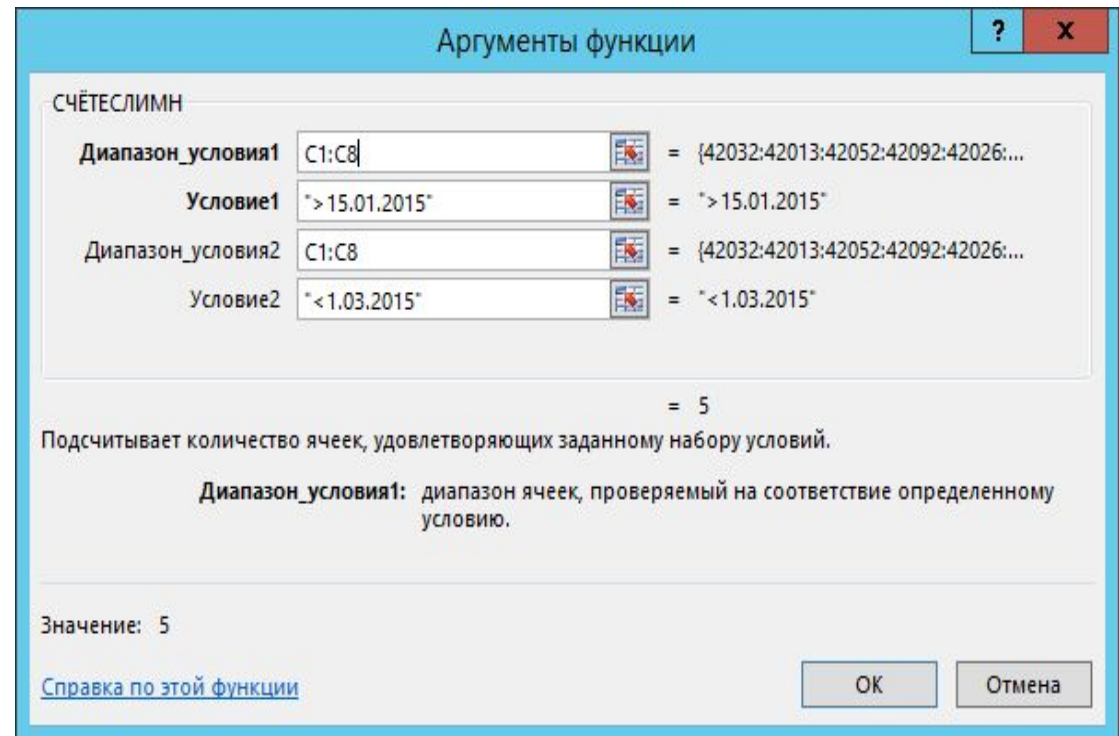 Аргументы функции
? x
СЧЁТЕСЛИМН
Диапазон_условия1 C1:C8 = {42032:42013:42052:42092:42026:...
Условие1 ">15.01.2015" = ">15.01.2015"
Диапазон_условия2 C1:C8 = {42032:42013:42052:42092:42026:...
Условие2 "<1.03.2015" = "<1.03.2015"
= 5
Подсчитывает количество ячеек, удовлетворяющих заданному набору условий.
Диапазон_условия1: диапазон ячеек, проверяемый на соответствие определенному
условию.
Значение: 5
Справка по этой функции
ОК Отмена